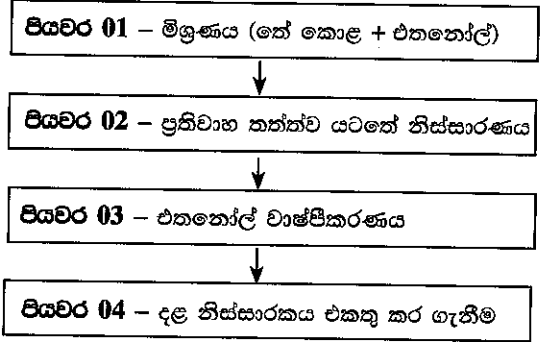 පියවර 01 – මිශ්‍රණය (තේ කොළ + එතනෝල්)
පියවර 02 – ප්‍රතිවාහ තත්ත්ව යටතේ නිස්සාරණය
පියවර 03 – එතනෝල් වාෂ්පීකරණය
පියවර 04 – දළ නිස්සාරකය එකතු කර ගැනීම